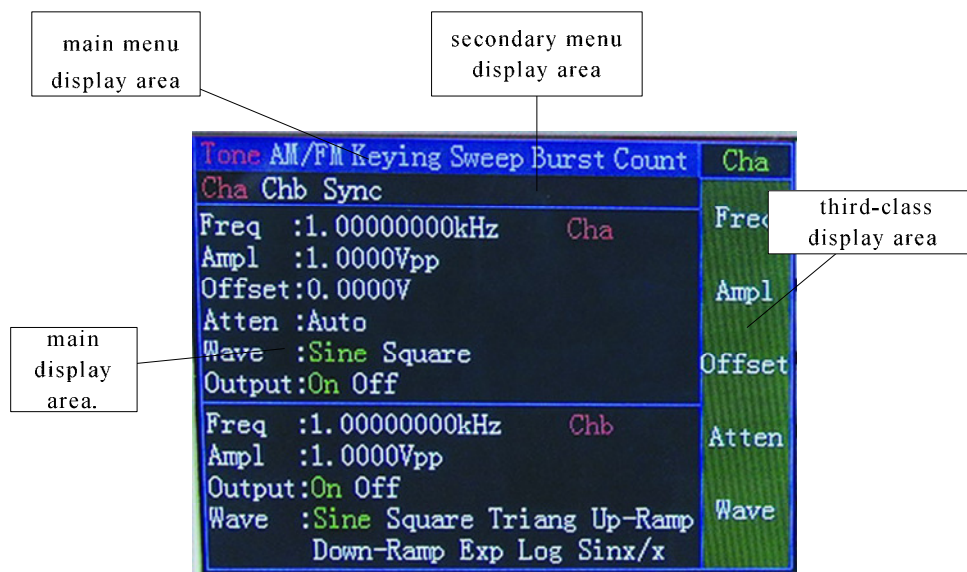 main menu
display area
secondary menu
display area
Tone AM/FM Keying Sweep Burst Count Cha
Cha Chb Sync
Freq :1.00000000kHz Cha
Ampl :1.0000Vpp
Offset:0.0000V
Atten :Auto
Wave :Sine Square
Output:On Off
Freq :1.00000000kHz Chb
Ampl :1.0000Vpp
Output:On Off
Wave :Sine Square Triang Up-Ramp
Down-Ramp Exp Log Sinx/x
Freq
Ampl
Offset
Atten
Wave
third-class
display area
main
display
area.